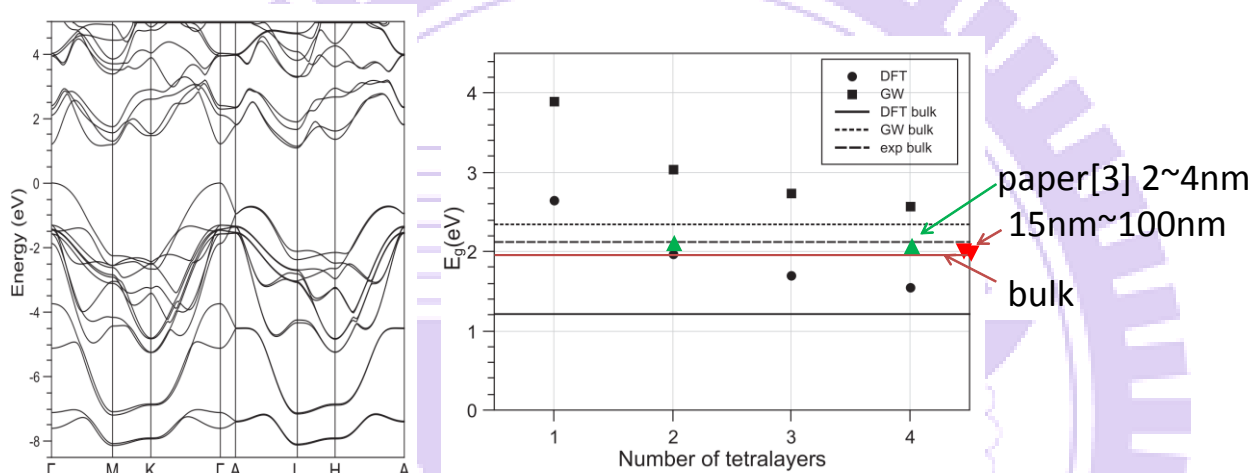 Energy (eV)
4
2
0
-2
-4
-6
-8
Γ M K Γ A L H A
E_g(eV)
4
3
2
1
0
DFT
GW
DFT bulk
GW bulk
exp bulk
1 2 3 4
Number of tetralayers
paper[3] 2~4nm
15nm~100nm
bulk